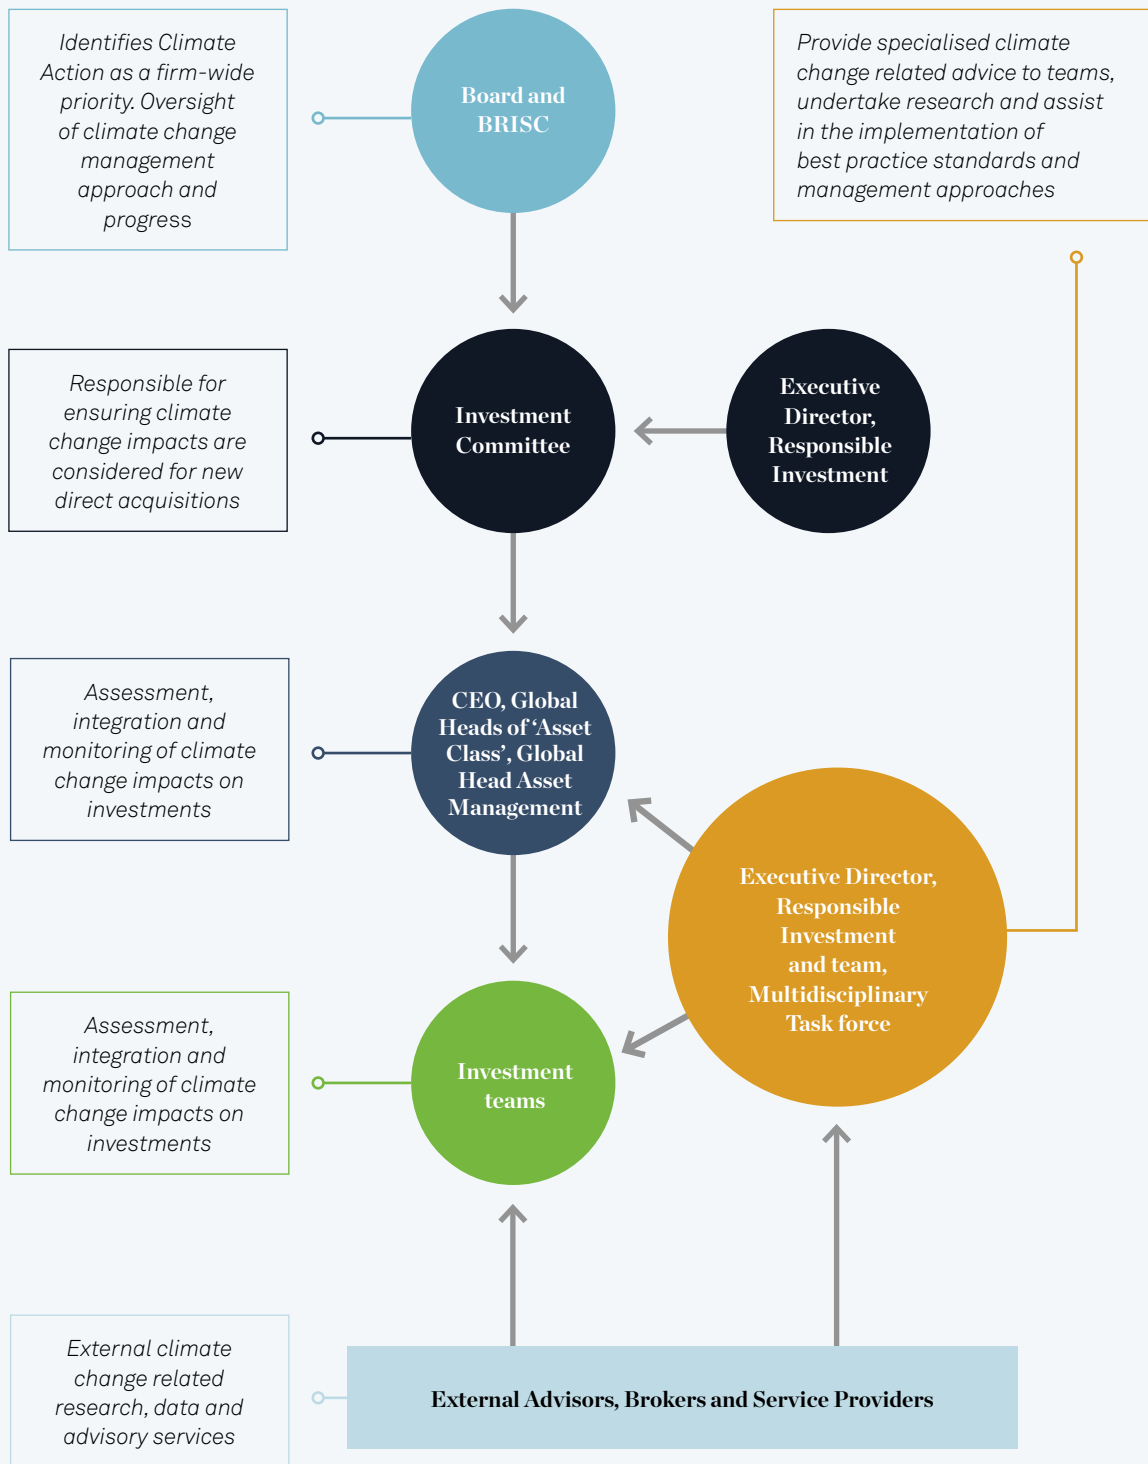 Identifies Climate
Action as a firm-wide
priority. Oversight
of climate change
management
approach and
progress
Board and
BRISC
Provide specialised climate
change related advice to teams,
undertake research and assist
in the implementation of
best practice standards and
management approaches
Responsible for
ensuring climate
change impacts are
considered for new
direct acquisitions
Investment
Committee
Executive
Director,
Responsible
Investment
Assessment,
integration and
monitoring of climate
change impacts on
investments
CEO, Global
Heads of ‘Asset
Class’, Global
Head Asset
Management
Executive Director,
Responsible
Investment
and team,
Multidisciplinary
Task force
Assessment,
integration and
monitoring of climate
change impacts on
investments
Investment
teams
External climate
change related
research, data and
advisory services
External Advisors, Brokers and Service Providers